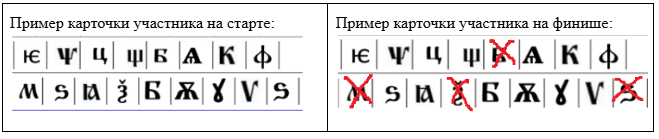 Пример карточки участника на старте:
Ѥ Ѱ Ц Щ Б Ѧ К Ф
М Ѕ Ꙗ Ѯ Б Ѫ Ꙋ Ѵ Ѕ
Пример карточки участника на финише:
Ѥ Ѱ Ц Щ Б Ѧ К Ф
М Ѕ Ꙗ Ѯ Б Ѫ Ꙋ Ѵ Ѕ